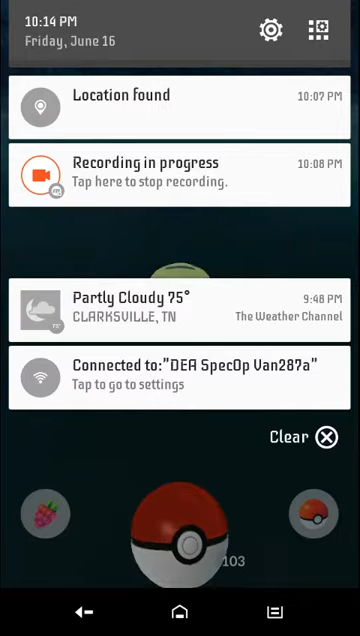 10:14 PM
Friday, June 16
Location found 10:07 PM
Recording in progress 10:08 PM
Tap here to stop recording.
Partly Cloudy 75° 9:48 PM
CLARKSVILLE, TN The Weather Channel
75°
Connected to:"DEA SpecOp Van287a"
Tap to go to settings
Clear
103